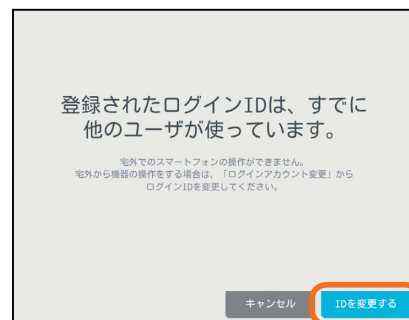 登録されたログインIDは、すでに
他のユーザが使っています。
宅外でのスマートフォンの操作ができません。
宅外から機器の操作をする場合は、「ログインアカウント変更」から
ログインIDを変更してください。
キャンセル
IDを変更する